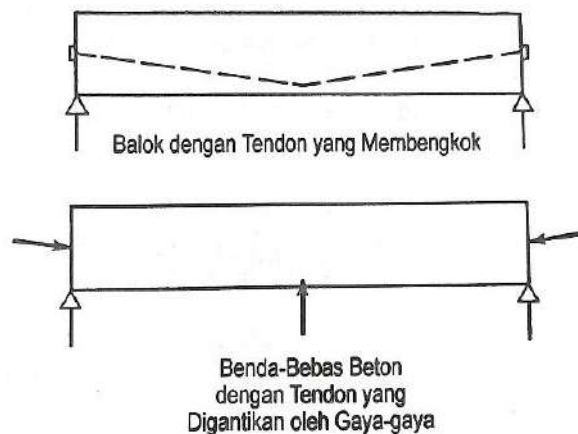 Balok dengan Tendon yang Membengkok
Benda-Bebas Beton
dengan Tendon yang
Digantikan oleh Gaya-gaya